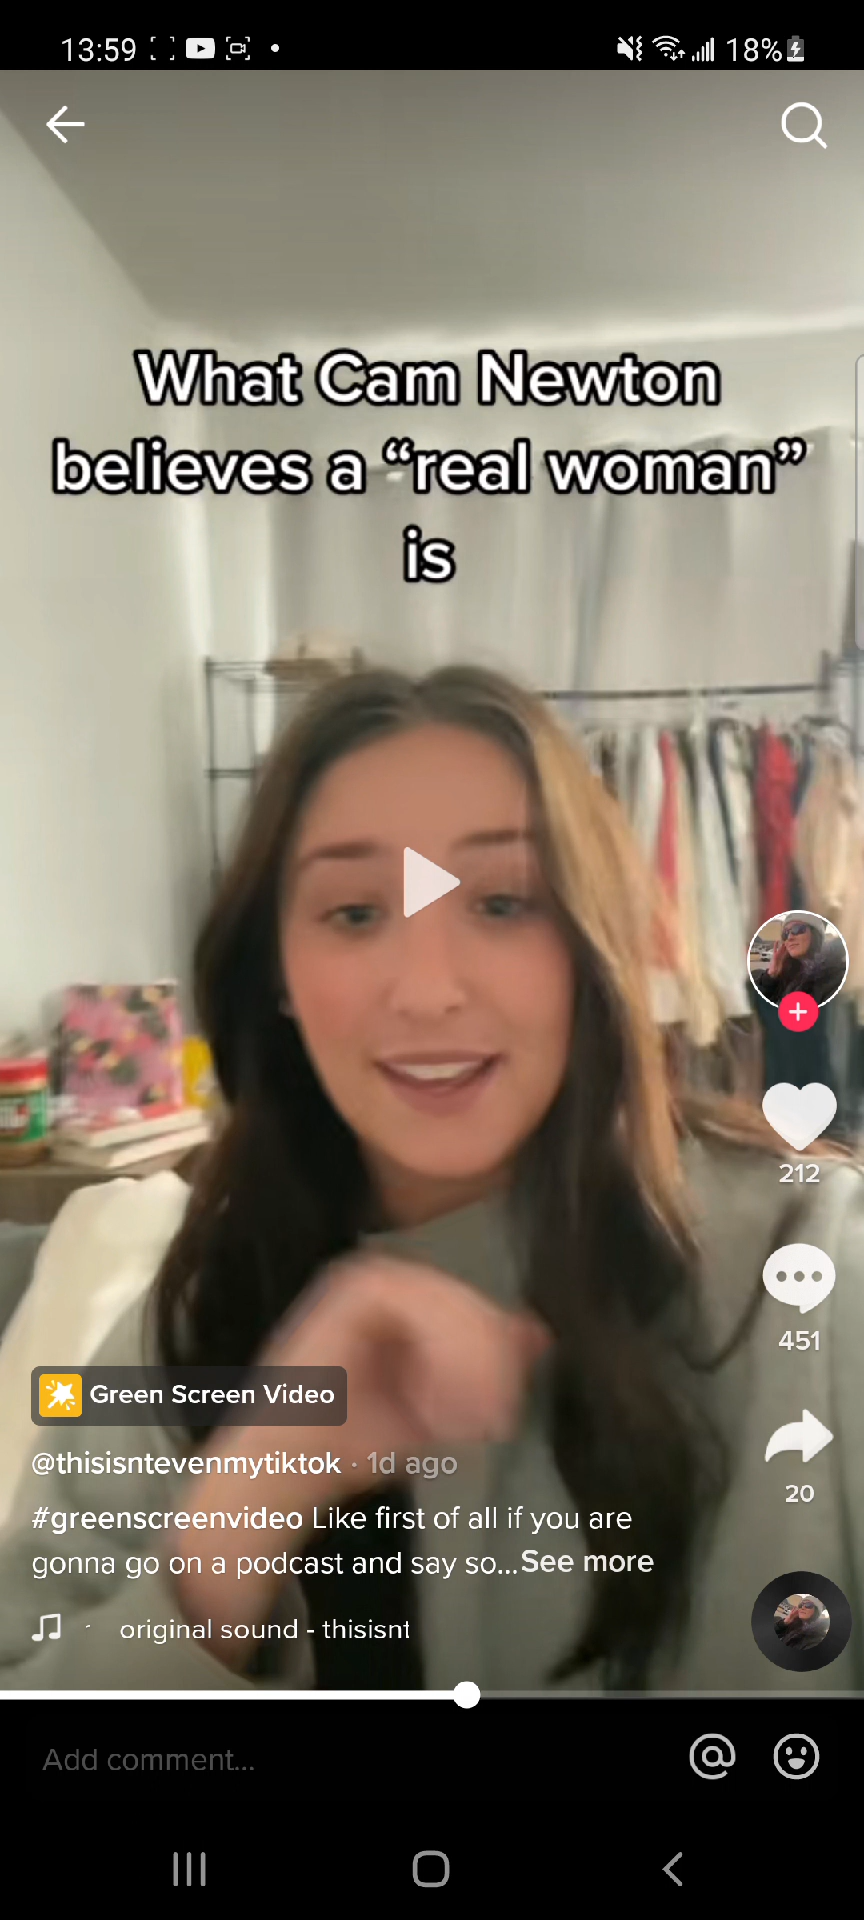 13:59
18%
What Cam Newton
believes a “real woman”
is
212
451
Green Screen Video
@thisisntevenmytiktok · 1d ago
20
#greenscreenvideo Like first of all if you are
gonna go on a podcast and say so...See more
original sound - thisisnt
Add comment...